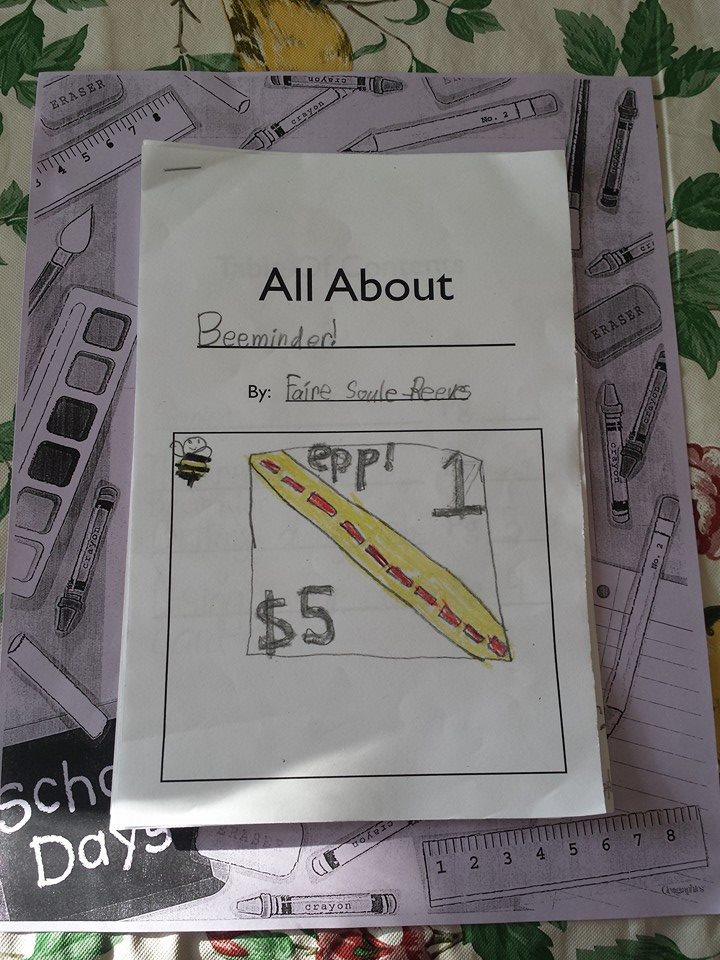 crayon
ERASER
crayon
No. 2
4 5 6 7 8
All About
Beeminder!
By: Faire Soule-Reeves
ERASER
epp!
1
$5
crayon
crayon
crayon
No. 2
School
Days
1 2 3 4 5 6 7 8
crayon
crayon
Geographics